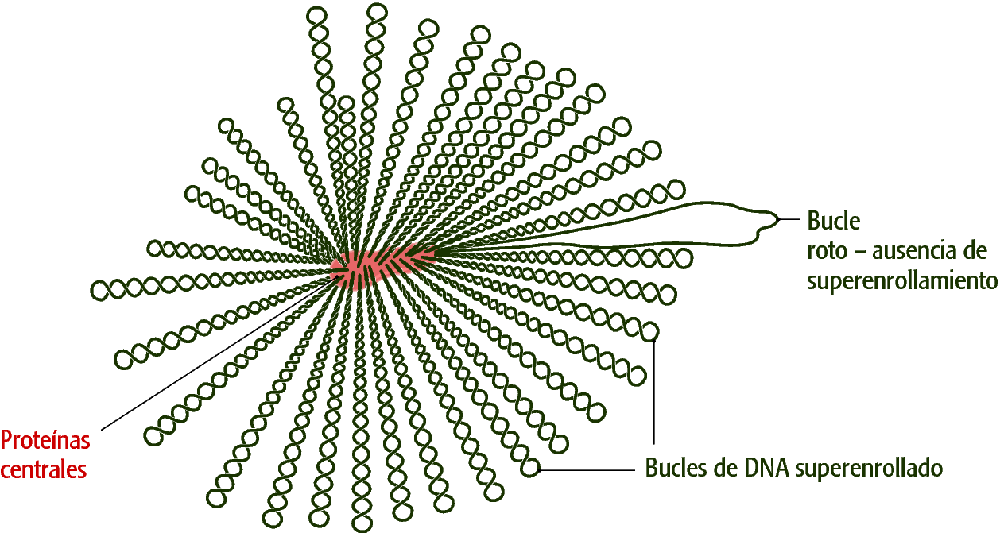 Bucle
roto – ausencia de
superenrollamiento
Proteínas
centrales
Bucles de DNA superenrollado